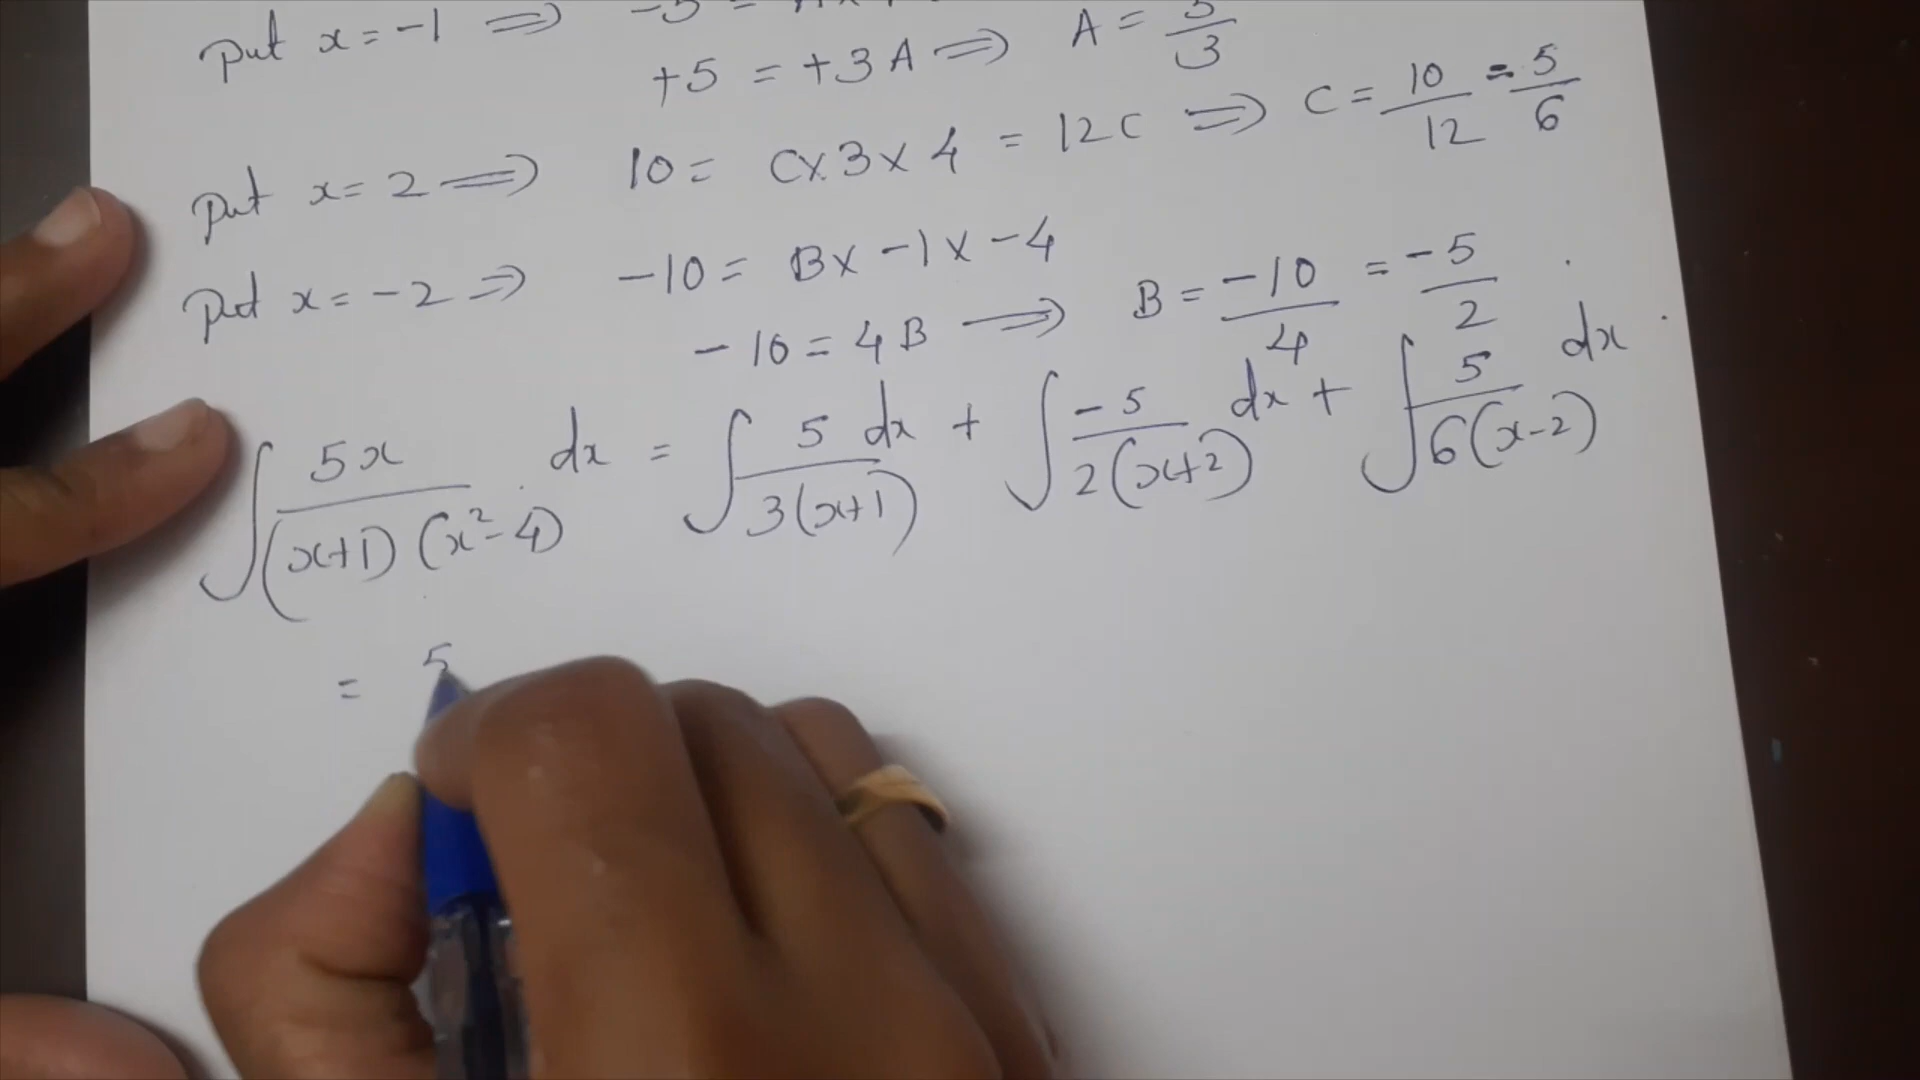 put x = -1 ⟹ -5 =
+5 = +3A ⟹ A = 5/3
put x = 2 ⟹ 10 = C×3×4 = 12C ⟹ C = 10/12 = 5/6
put x = -2 ⟹ -10 = B×-1×-4
-10 = 4B ⟹ B = -10/4 = -5/2
∫ 5x/((x+1)(x²-4)) dx = ∫ 5 dx/(3(x+1)) + ∫ -5/(2(x+2)) dx + ∫ 5/(6(x-2)) dx
= 5